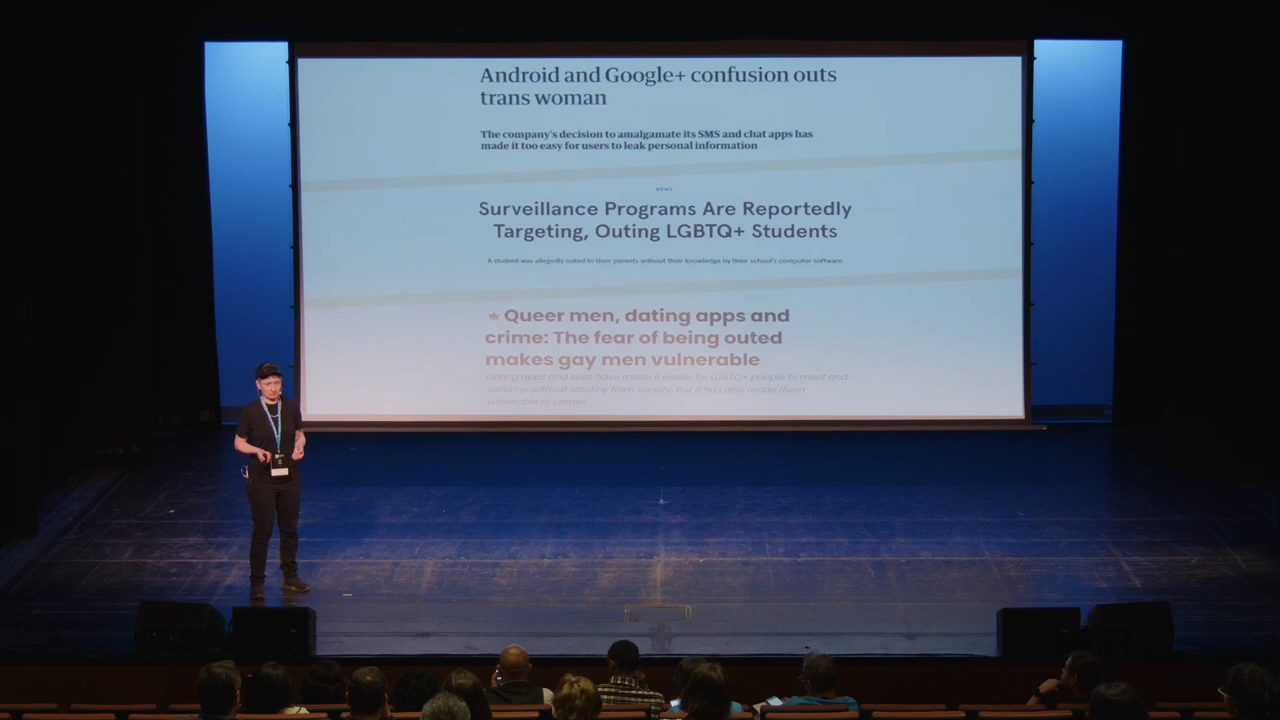 Android and Google+ confusion outs
trans woman
The company's decision to amalgamate its SMS and chat apps has
made it too easy for users to leak personal information
NEWS
Surveillance Programs Are Reportedly
Targeting, Outing LGBTQ+ Students
A student was allegedly outed to their parents without their knowledge by their school's computer software.
Queer men, dating apps and
crime: The fear of being outed
makes gay men vulnerable
Dating apps and sites have made it easier for LGBTQ+ people to meet and
socialise without scrutiny from society, but it has also made them
vulnerable to crimes.